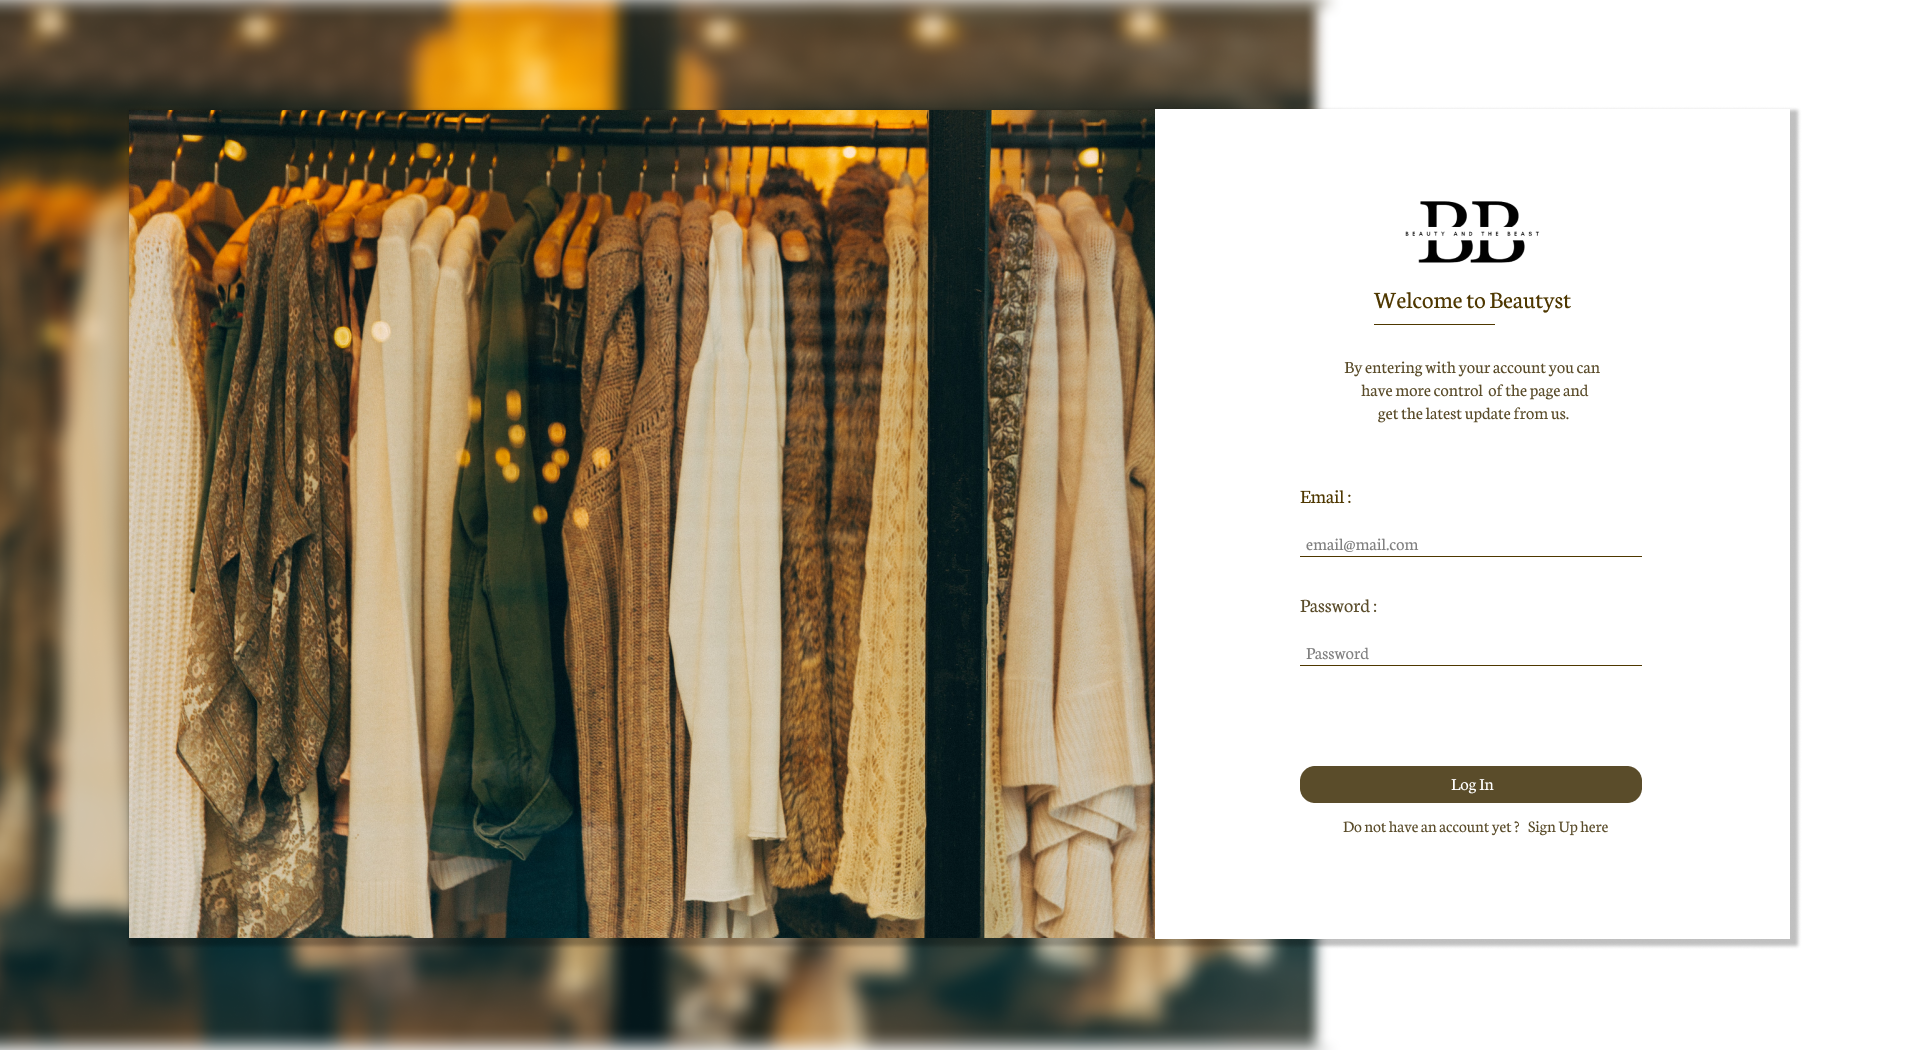 BB
BEAUTY AND THE BEAST
Welcome to Beautyst
By entering with your account you can
have more control of the page and
get the latest update from us.
Email :
email@mail.com
Password :
Password
Log In
Do not have an account yet ? Sign Up here